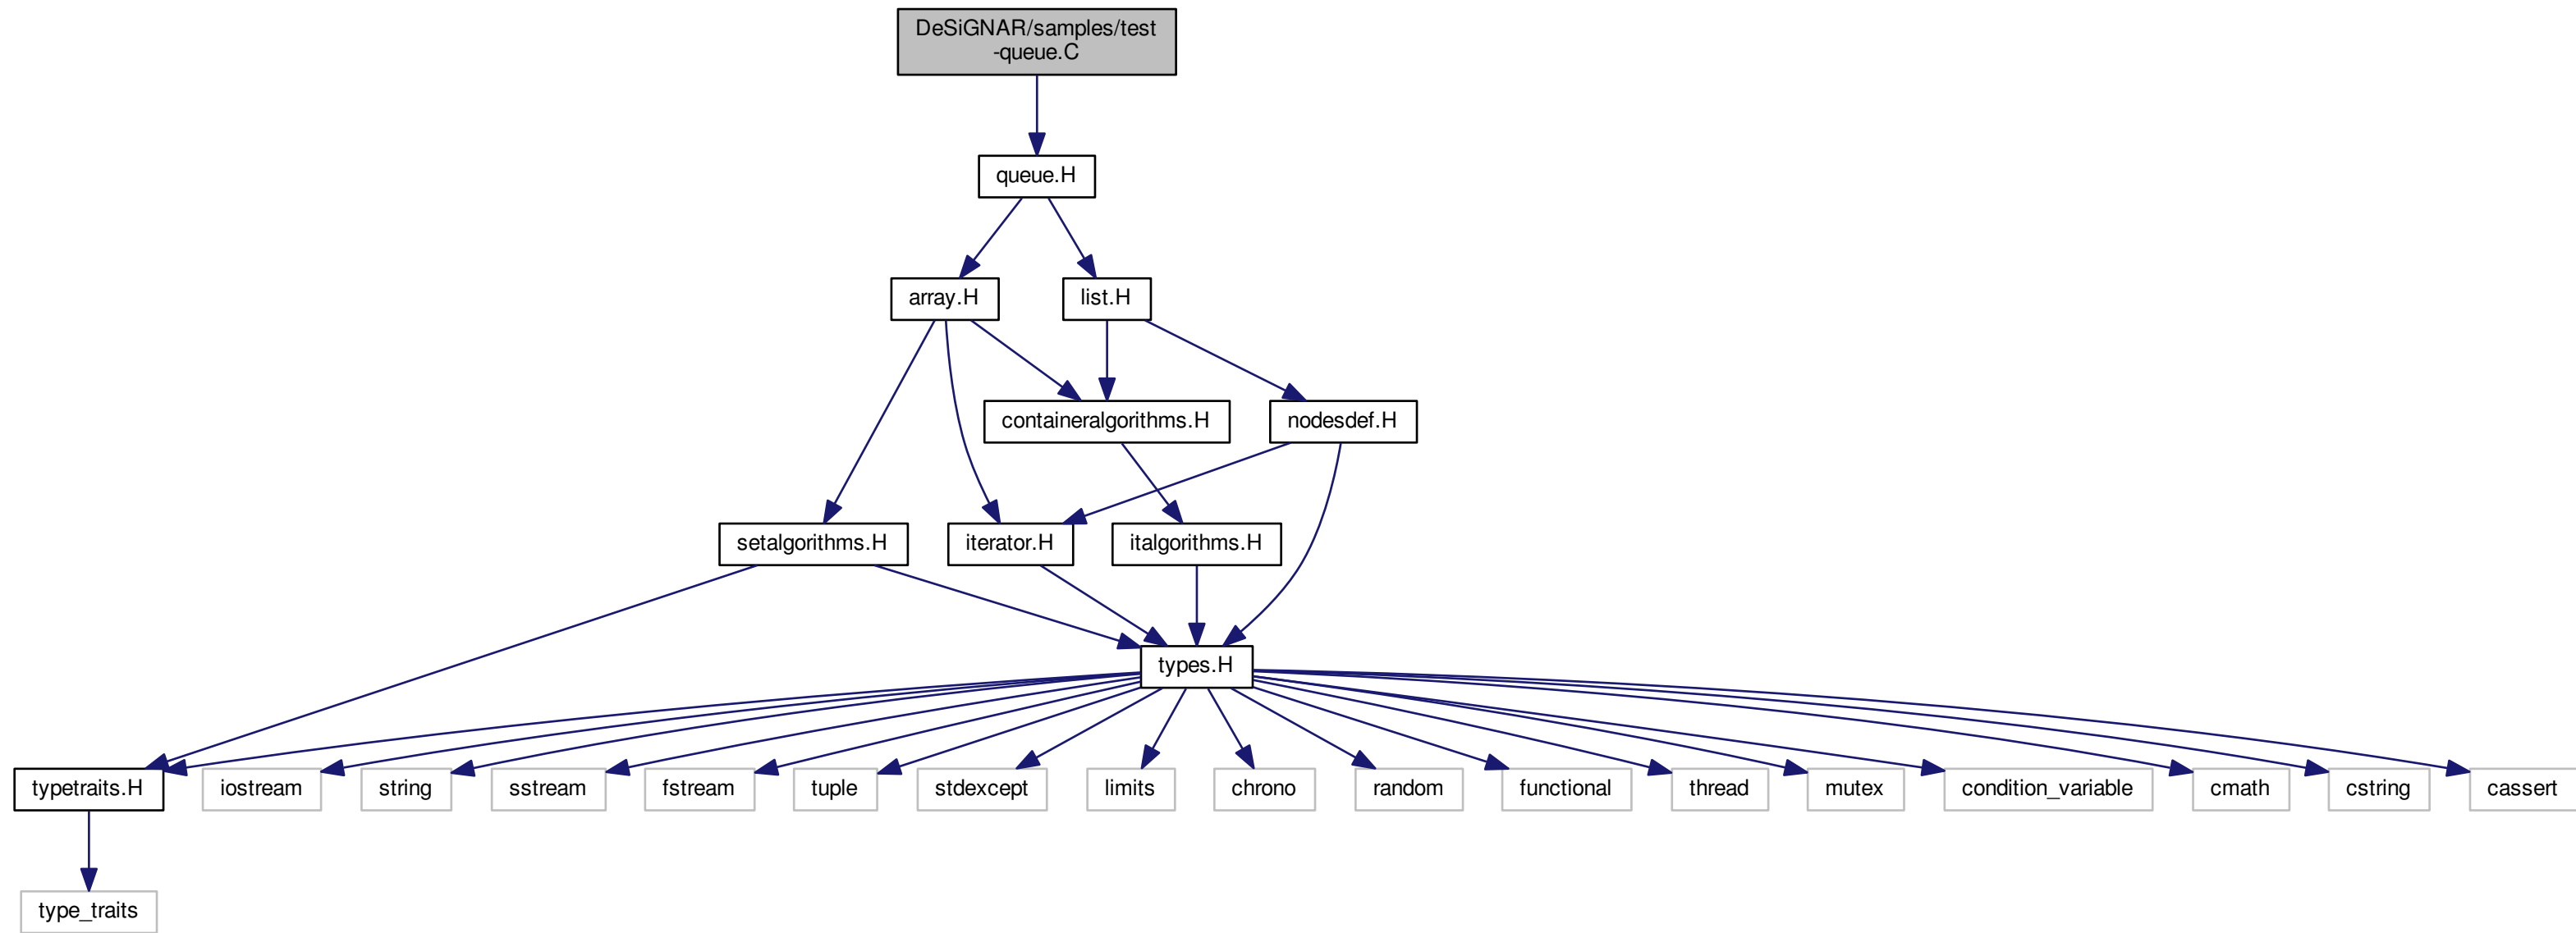 DeSiGNAR/samples/test
-queue.C
queue.H
array.H
list.H
containeralgorithms.H
nodesdef.H
setalgorithms.H
iterator.H
italgorithms.H
types.H
typetraits.H
iostream
string
sstream
fstream
tuple
stdexcept
limits
chrono
random
functional
thread
mutex
condition_variable
cmath
cstring
cassert
type_traits